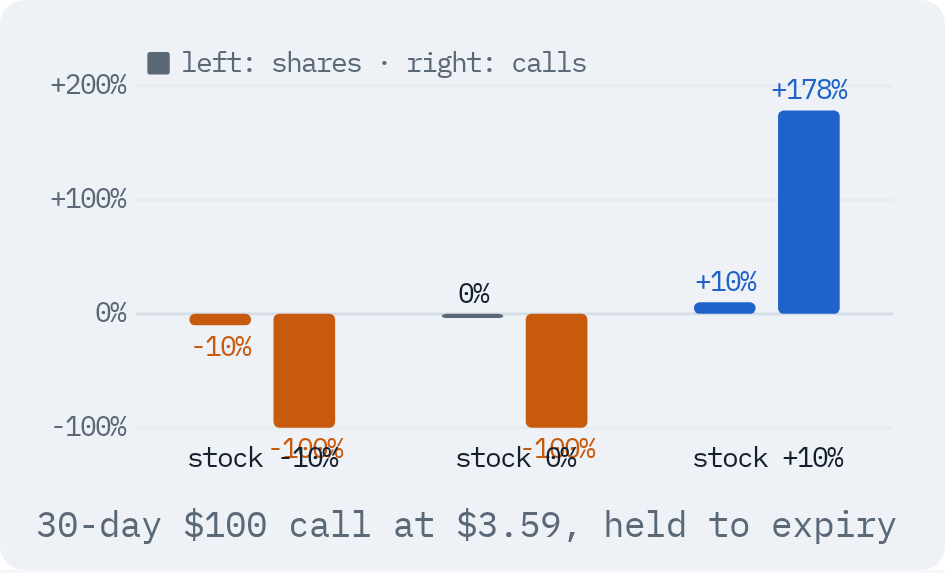 left: shares · right: calls
+200%
+178%
+100%
+10%
0%
0%
-10%
-100%
-100%
-100%
stock -10%
stock 0%
stock +10%
30-day $100 call at $3.59, held to expiry